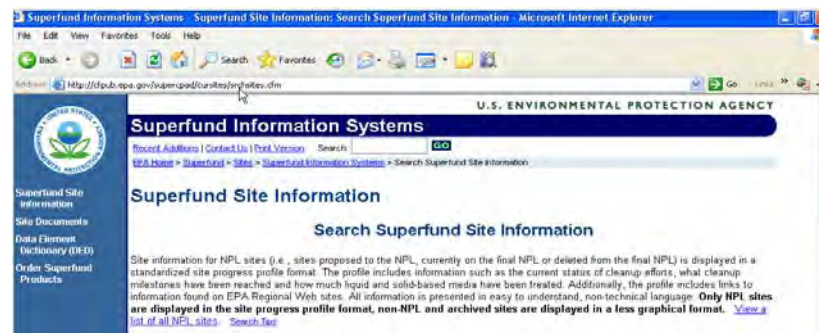 Superfund Information Systems - Superfund Site Information: Search Superfund Site Information - Microsoft Internet Explorer
File Edit View Favorites Tools Help
Back Search Favorites
Address http://cfpub.epa.gov/supercpad/cursites/srchsites.cfm Go Links »
U.S. ENVIRONMENTAL PROTECTION AGENCY
Superfund Information Systems
Recent Additions | Contact Us | Print Version Search: GO
EPA Home > Superfund > Sites > Superfund Information Systems > Search Superfund Site Information
Superfund Site Information
Site Documents
Data Element Dictionary (DED)
Order Superfund Products
Superfund Site Information
Search Superfund Site Information
Site information for NPL sites (i.e., sites proposed to the NPL, currently on the final NPL or deleted from the final NPL) is displayed in a
standardized site progress profile format. The profile includes information such as the current status of cleanup efforts, what cleanup
milestones have been reached and how much liquid and solid-based media have been treated. Additionally, the profile includes links to
information found on EPA Regional Web sites. All information is presented in easy to understand, non-technical language. Only NPL sites
are displayed in the site progress profile format, non-NPL and archived sites are displayed in a less graphical format. View a
list of all NPL sites. Search Tips